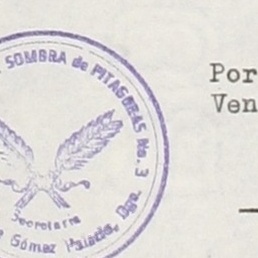 SOMBRA de PITAGORAS No. 3
Secretaria
Gómez Palacio, Dgo.
Por
Ven